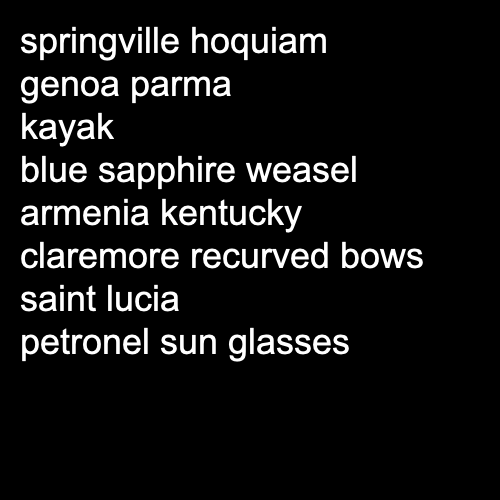 springville hoquiam
genoa parma
kayak
blue sapphire weasel
armenia kentucky
claremore recurved bows
saint lucia
petronel sun glasses